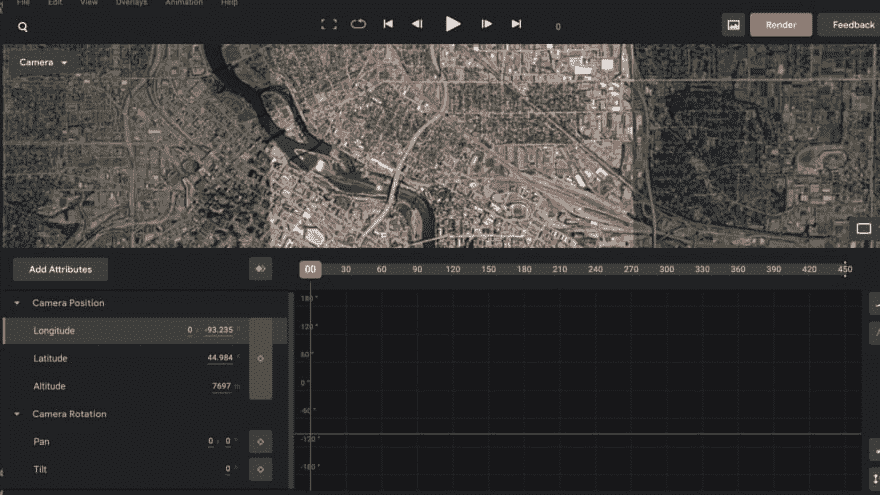 File Edit View Overlays Animation Help
0
Render
Feedback
Camera
Add Attributes
00 30 60 90 120 150 180 210 240 270 300 330 360 390 420 450
Camera Position
180°
120°
60°
0°
-60°
-120°
-180°
Longitude 0 x -93.235 °
Latitude 44.984 °
Altitude 7697 m
Camera Rotation
Pan 0 x 0 °
Tilt 0 °